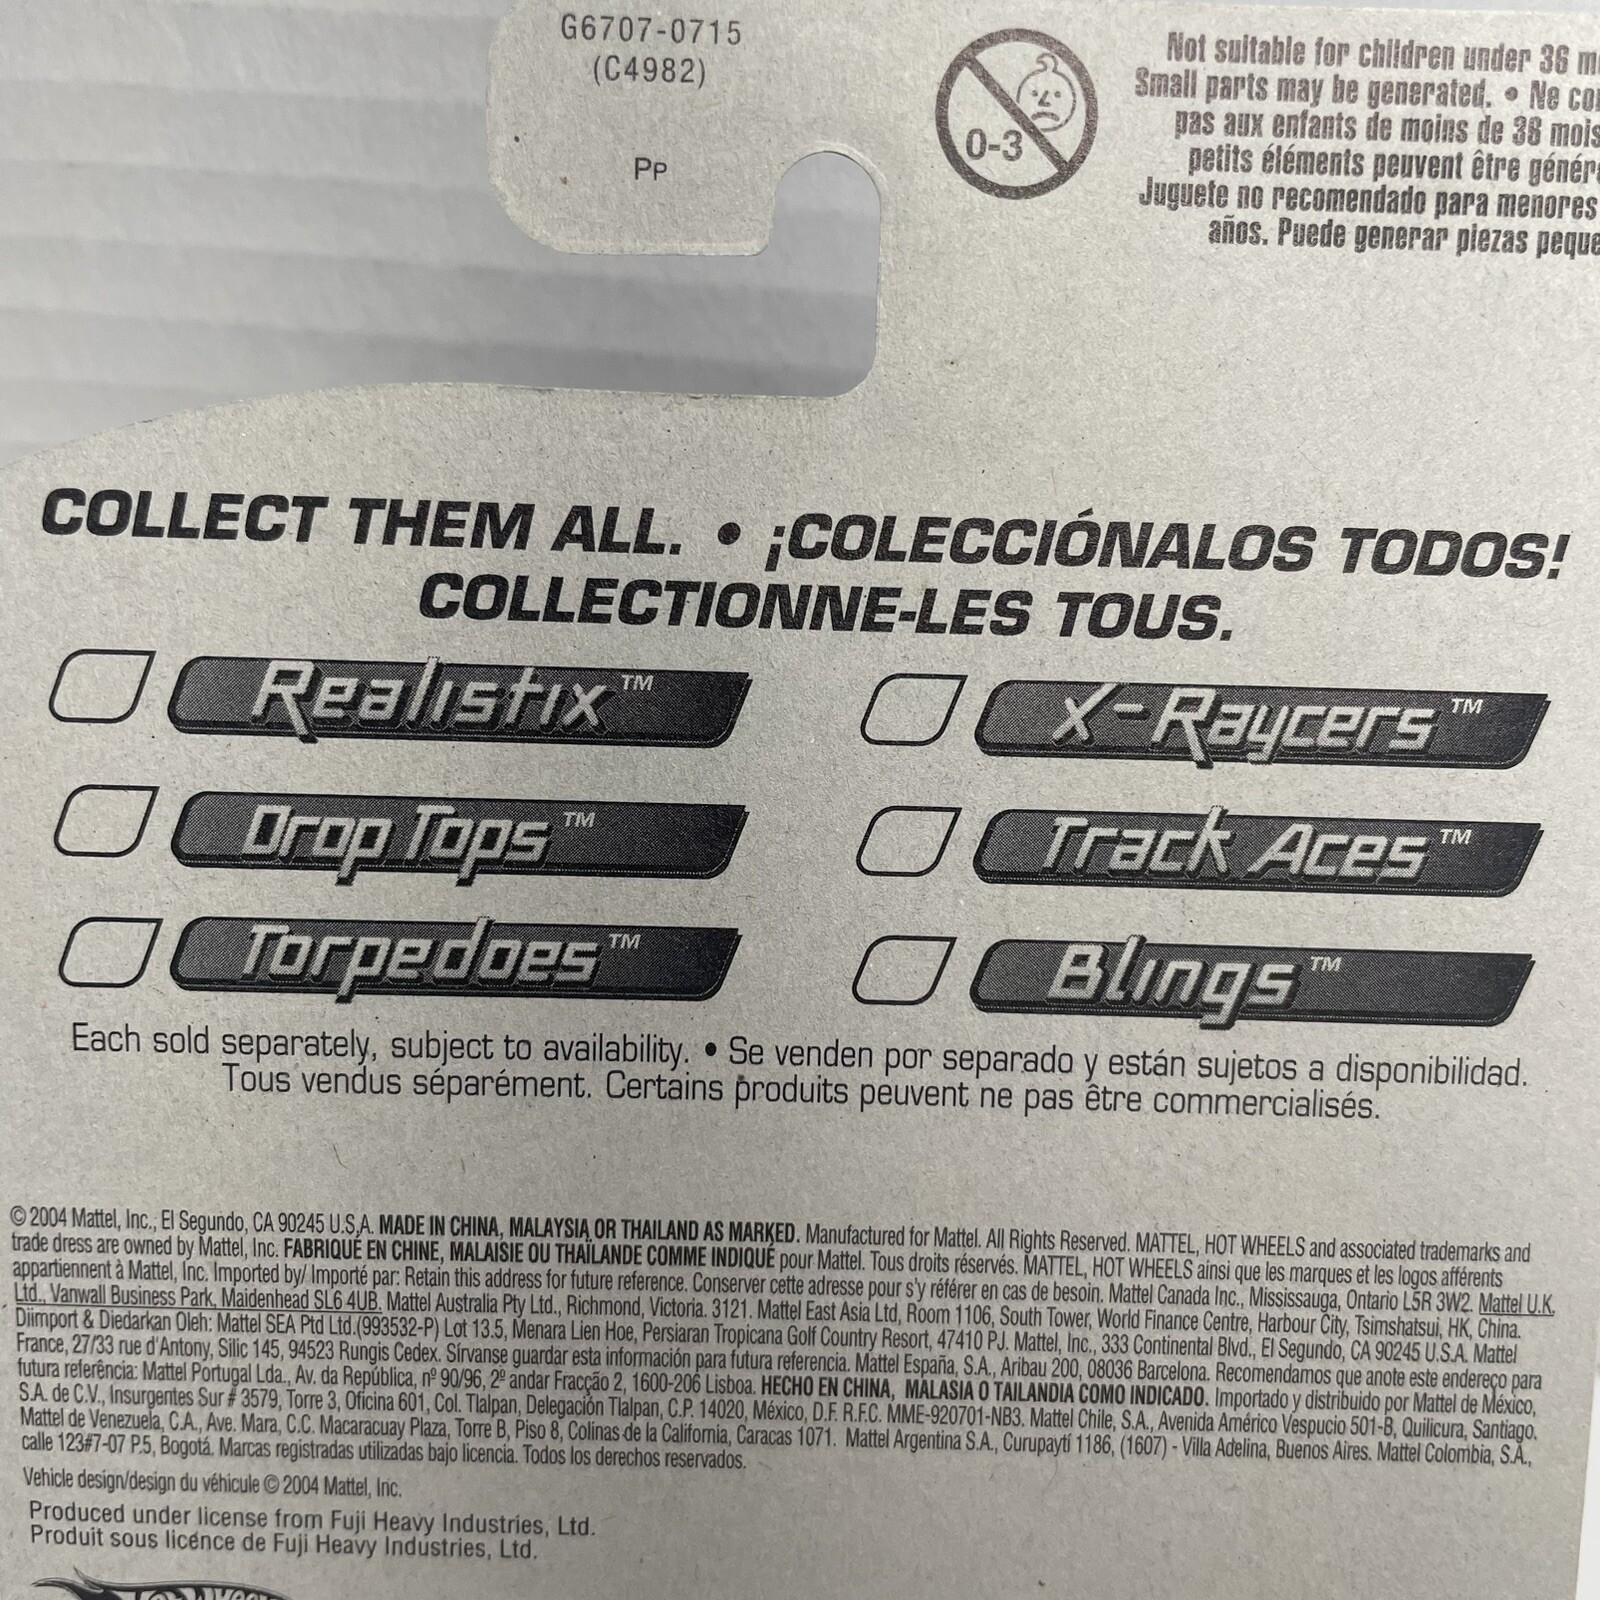 G6707-0715
(C4982)
PP
0-3
Not suitable for children under 36
Small parts may be generated. • Ne
pas aux enfants de moins de 36 mois
petits éléments peuvent être
Juguete no recomendado para menores
años. Puede generar piezas
COLLECT THEM ALL. • ¡COLECCIÓNALOS TODOS!
COLLECTIONNE-LES TOUS.
Realistix™
X-Raycers™
Drop Tops™
Track Aces™
Torpedoes™
Blings™
Each sold separately, subject to availability. • Se venden por separado y están sujetos a disponibilidad.
Tous vendus séparément. Certains produits peuvent ne pas être commercialisés.
© 2004 Mattel, Inc., El Segundo, CA 90245 U.S.A. MADE IN CHINA, MALAYSIA OR THAILAND AS MARKED. Manufactured for Mattel. All Rights Reserved. MATTEL, HOT WHEELS and associated trademarks and
trade dress are owned by Mattel, Inc. FABRIQUÉ EN CHINE, MALAISIE OU THAÏLANDE COMME INDIQUÉ pour Mattel. Tous droits réservés. MATTEL, HOT WHEELS ainsi que les marques et les logos afférents
appartiennent à Mattel, Inc. Imported by/ Importé par: Retain this address for future reference. Conserver cette adresse pour s'y référer en cas de besoin. Mattel Canada Inc., Mississauga, Ontario L5R 3W2. Mattel U.K.
Ltd., Vanwall Business Park, Maidenhead SL6 4UB. Mattel Australia Pty Ltd., Richmond, Victoria. 3121. Mattel East Asia Ltd, Room 1106, South Tower, World Finance Centre, Harbour City, Tsimshatsui, HK, China.
Diimport & Diedarkan Oleh: Mattel SEA Ptd Ltd.(993532-P) Lot 13.5, Menara Lien Hoe, Persiaran Tropicana Golf Country Resort, 47410 PJ. Mattel, Inc., 333 Continental Blvd., El Segundo, CA 90245 U.S.A. Mattel
France, 27/33 rue d'Antony, Silic 145, 94523 Rungis Cedex. Sírvanse guardar esta información para futura referencia. Mattel España, S.A., Aribau 200, 08036 Barcelona. Recomendamos que anote este endereço para
futura referência: Mattel Portugal Lda., Av. da República, nº 90/96, 2º andar Fracção 2, 1600-206 Lisboa. HECHO EN CHINA, MALASIA O TAILANDIA COMO INDICADO. Importado y distribuido por Mattel de México,
S.A. de C.V., Insurgentes Sur # 3579, Torre 3, Oficina 601, Col. Tlalpan, Delegación Tlalpan, C.P. 14020, México, D.F. R.F.C. MME-920701-NB3. Mattel Chile, S.A., Avenida Américo Vespucio 501-B, Quilicura, Santiago.
Mattel de Venezuela, C.A., Ave. Mara, C.C. Macaracuay Plaza, Torre B, Piso 8, Colinas de la California, Caracas 1071. Mattel Argentina S.A., Curupaytí 1186, (1607) - Villa Adelina, Buenos Aires. Mattel Colombia, S.A.,
calle 123#7-07 P.5, Bogotá. Marcas registradas utilizadas bajo licencia. Todos los derechos reservados.
Vehicle design/design du véhicule © 2004 Mattel, Inc.
Produced under license from Fuji Heavy Industries, Ltd.
Produit sous licence de Fuji Heavy Industries, Ltd.